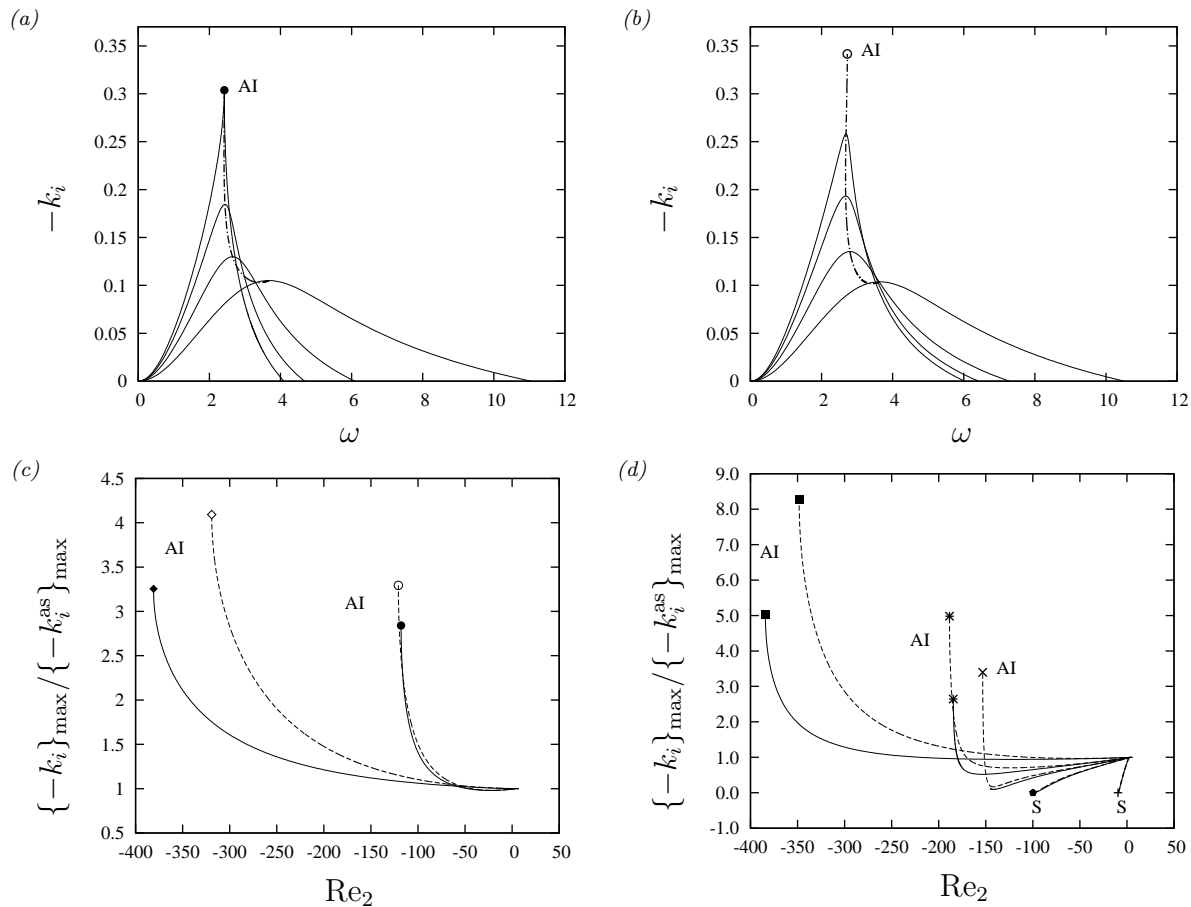 (a)
(b)
−k_i
0.35
0.3
0.25
0.2
0.15
0.1
0.05
0
AI
0 2 4 6 8 10 12
ω
−k_i
0.35
0.3
0.25
0.2
0.15
0.1
0.05
0
AI
0 2 4 6 8 10 12
ω
(c)
(d)
{−k_i}_max/{−k_i^as}_max
4.5
4
3.5
3
2.5
2
1.5
1
0.5
AI
AI
-400 -350 -300 -250 -200 -150 -100 -50 0 50
Re_2
{−k_i}_max/{−k_i^as}_max
9.0
8.0
7.0
6.0
5.0
4.0
3.0
2.0
1.0
0.0
-1.0
AI
AI
AI
S
S
-400 -350 -300 -250 -200 -150 -100 -50 0 50
Re_2